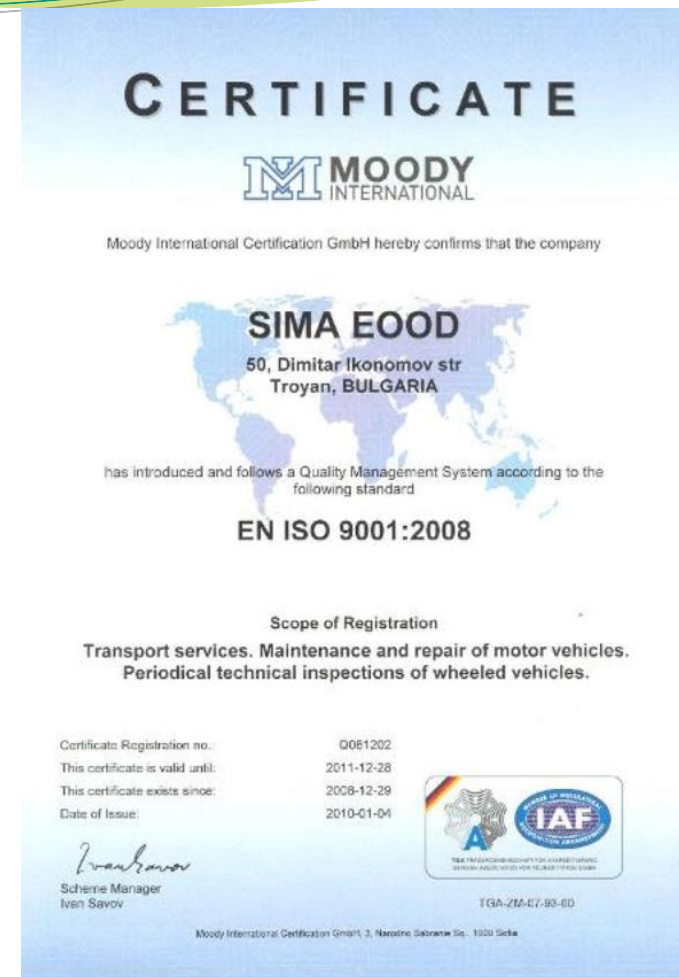 CERTIFICATE
MOODY
INTERNATIONAL
Moody International Certification GmbH hereby confirms that the company
SIMA EOOD
50, Dimitar Ikonomov str
Troyan, BULGARIA
has introduced and follows a Quality Management System according to the
following standard
EN ISO 9001:2008
Scope of Registration
Transport services. Maintenance and repair of motor vehicles.
Periodical technical inspections of wheeled vehicles.
Certificate Registration no.: Q081202
This certificate is valid until: 2011-12-28
This certificate exists since: 2008-12-29
Date of Issue: 2010-01-04
IAF
Scheme Manager
Ivan Savov
TGA-ZM-07-93-60
Moody International Certification GmbH, 3, Narodno Sabranie Sq., 1000 Sofia